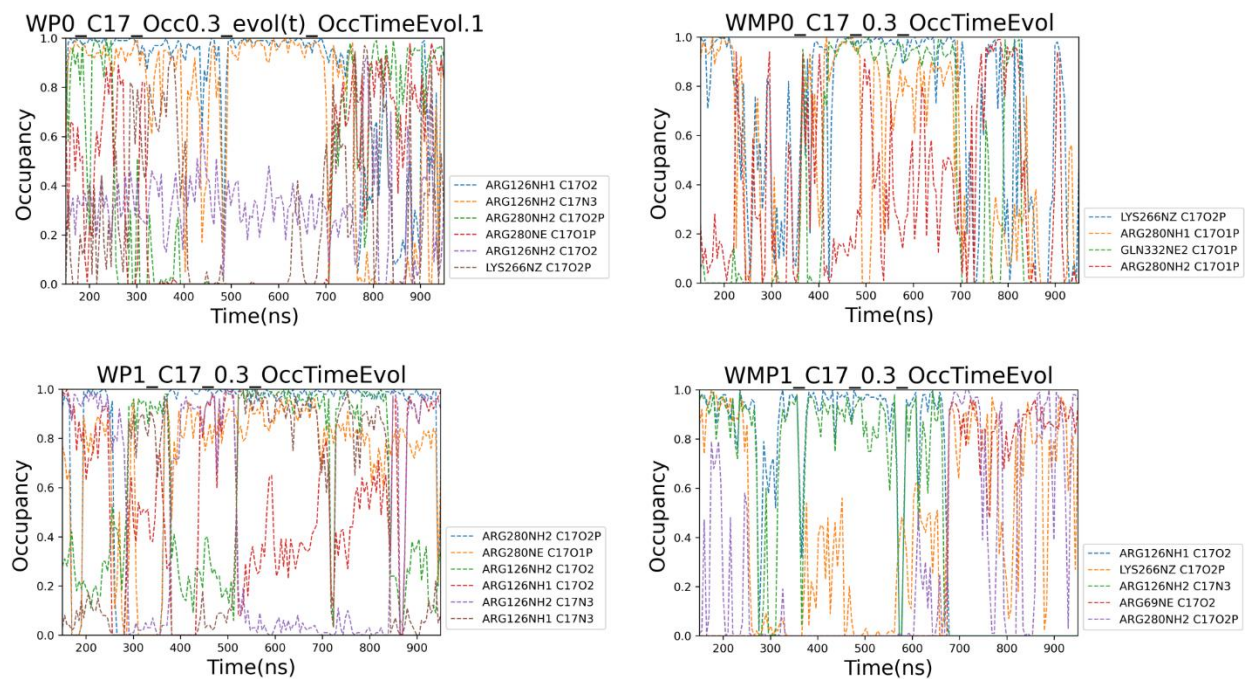 WP0_C17_Occ0.3_evol(t)_OccTimeEvol.1
1.0
0.8
0.6
0.4
0.2
0.0
Occupancy
200 300 400 500 600 700 800 900
Time(ns)
ARG126NH1 C17O2
ARG126NH2 C17N3
ARG280NH2 C17O2P
ARG280NE C17O1P
ARG126NH2 C17O2
LYS266NZ C17O2P
WMP0_C17_0.3_OccTimeEvol
1.0
0.8
0.6
0.4
0.2
0.0
Occupancy
200 300 400 500 600 700 800 900
Time(ns)
LYS266NZ C17O2P
ARG280NH1 C17O1P
GLN332NE2 C17O1P
ARG280NH2 C17O1P
WP1_C17_0.3_OccTimeEvol
1.0
0.8
0.6
0.4
0.2
0.0
Occupancy
200 300 400 500 600 700 800 900
Time(ns)
ARG280NH2 C17O2P
ARG280NE C17O1P
ARG126NH2 C17O2
ARG126NH1 C17O2
ARG126NH2 C17N3
ARG126NH1 C17N3
WMP1_C17_0.3_OccTimeEvol
1.0
0.8
0.6
0.4
0.2
0.0
Occupancy
200 300 400 500 600 700 800 900
Time(ns)
ARG126NH1 C17O2
LYS266NZ C17O2P
ARG126NH2 C17N3
ARG69NE C17O2
ARG280NH2 C17O2P